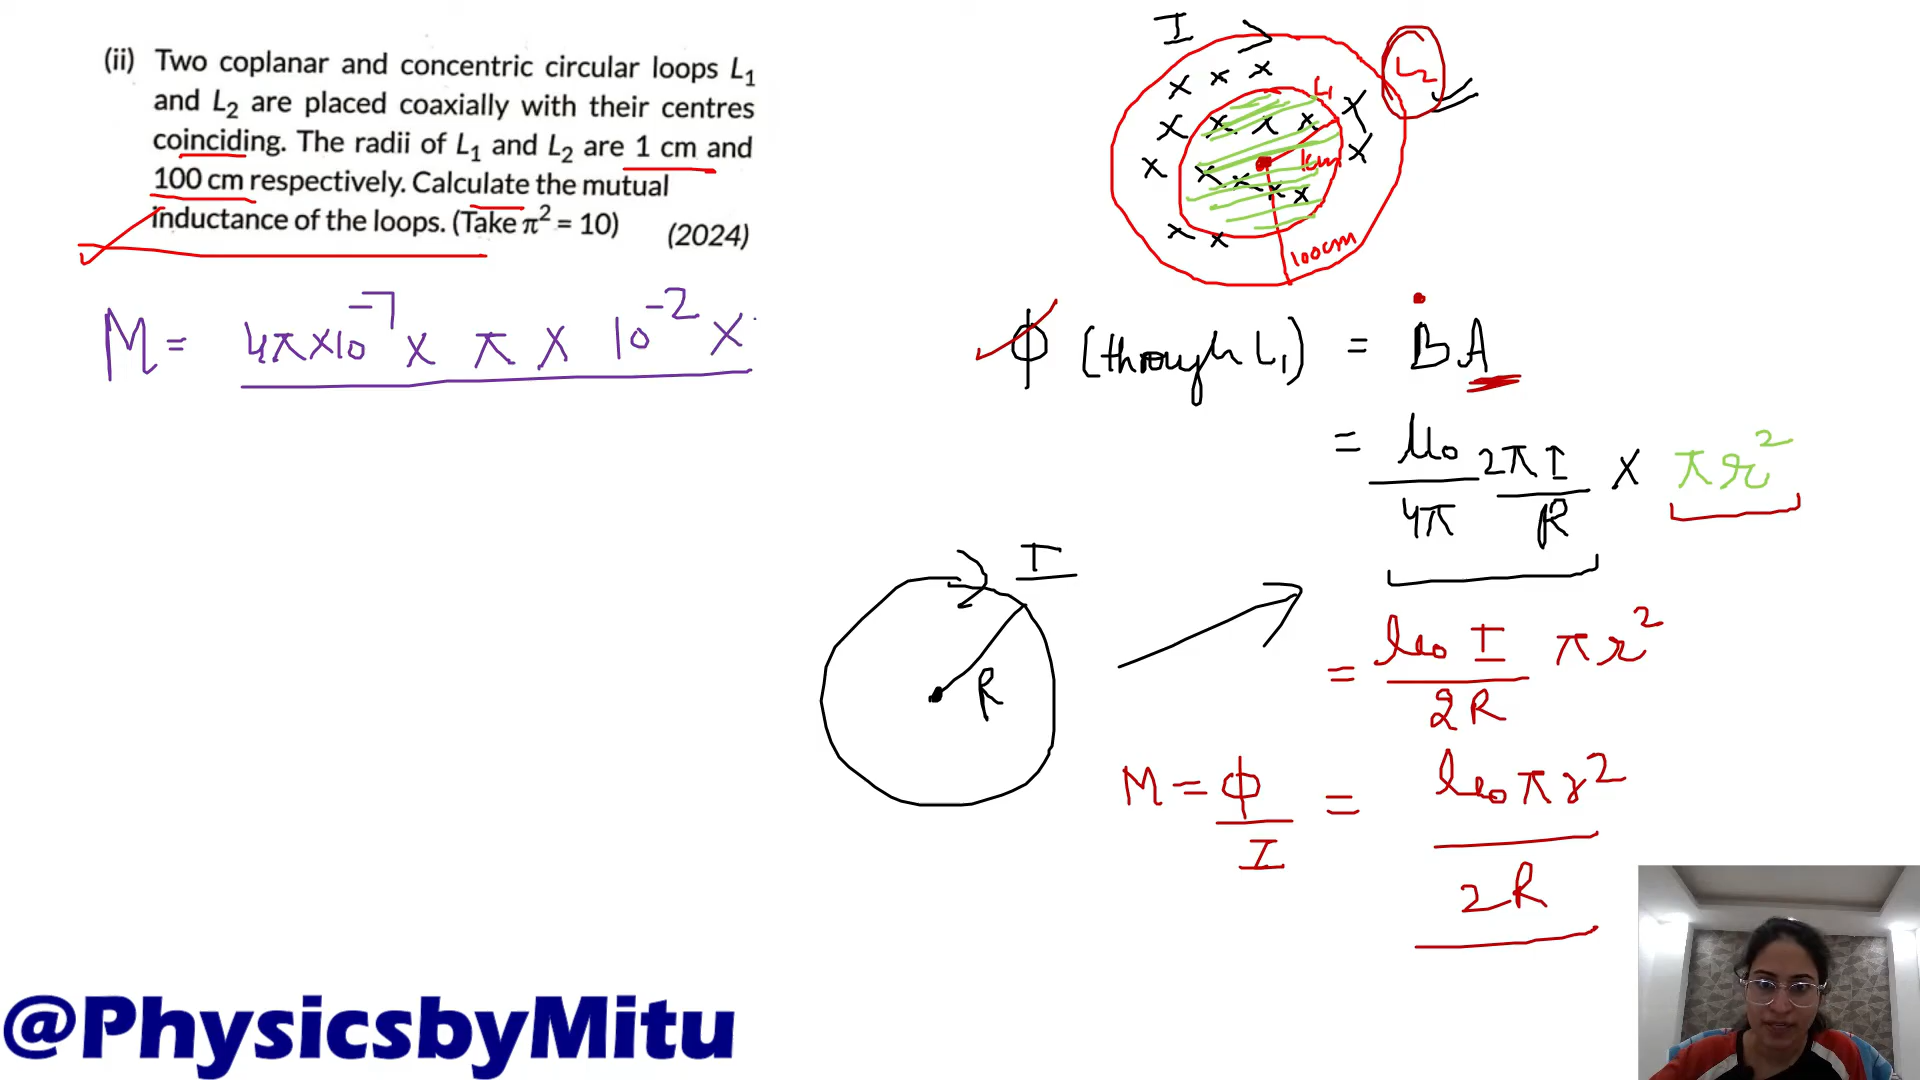 (ii) Two coplanar and concentric circular loops L₁
and L₂ are placed coaxially with their centres
coinciding. The radii of L₁ and L₂ are 1 cm and
100 cm respectively. Calculate the mutual
inductance of the loops. (Take π² = 10) (2024)
M = 4π×10⁻⁷ × π × 10⁻² ×
I
L₂
L₁
1cm
100cm
ϕ (through L₁) = BA
= μ₀/4π 2πI/R × πr²
I
R
= μ₀I/2R πr²
M = ϕ/I = μ₀πr²/2R
@PhysicsbyMitu